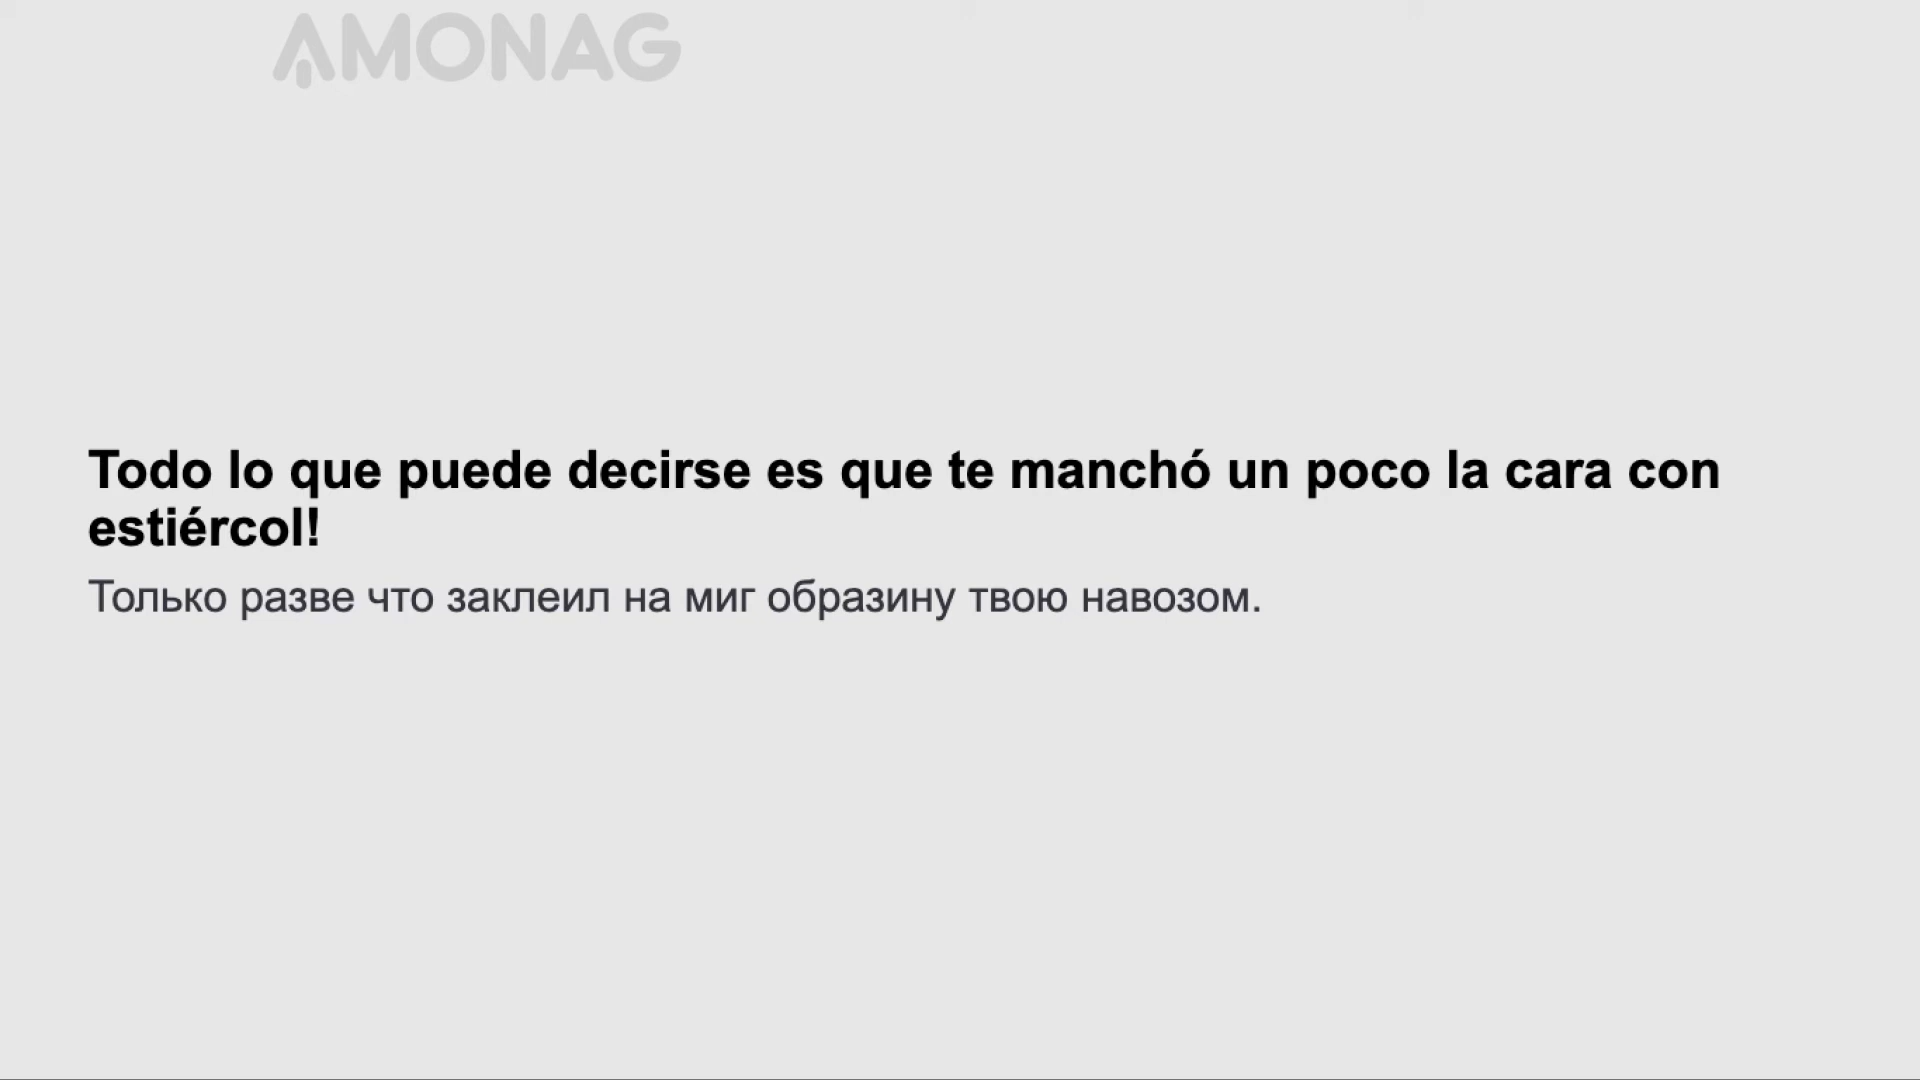 AMONAG
Todo lo que puede decirse es que te manchó un poco la cara con
estiércol!
Только разве что заклеил на миг образину твою навозом.